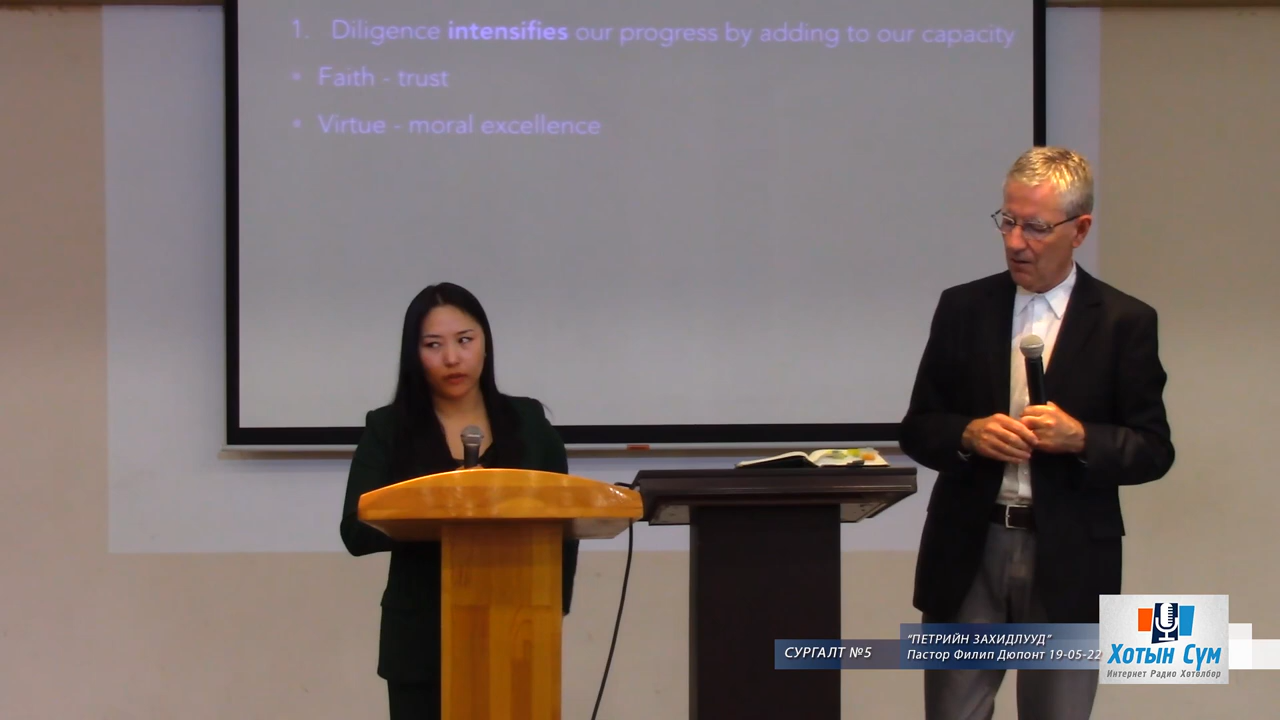 1. Diligence intensifies our progress by adding to our capacity
• Faith - trust
• Virtue - moral excellence
СУРГАЛТ №5
"ПЕТРИЙН ЗАХИДЛУУД"
Пастор Филип Дюпонт 19-05-22
Хотын Сүм
Интернет Радио Хөтөлбөр